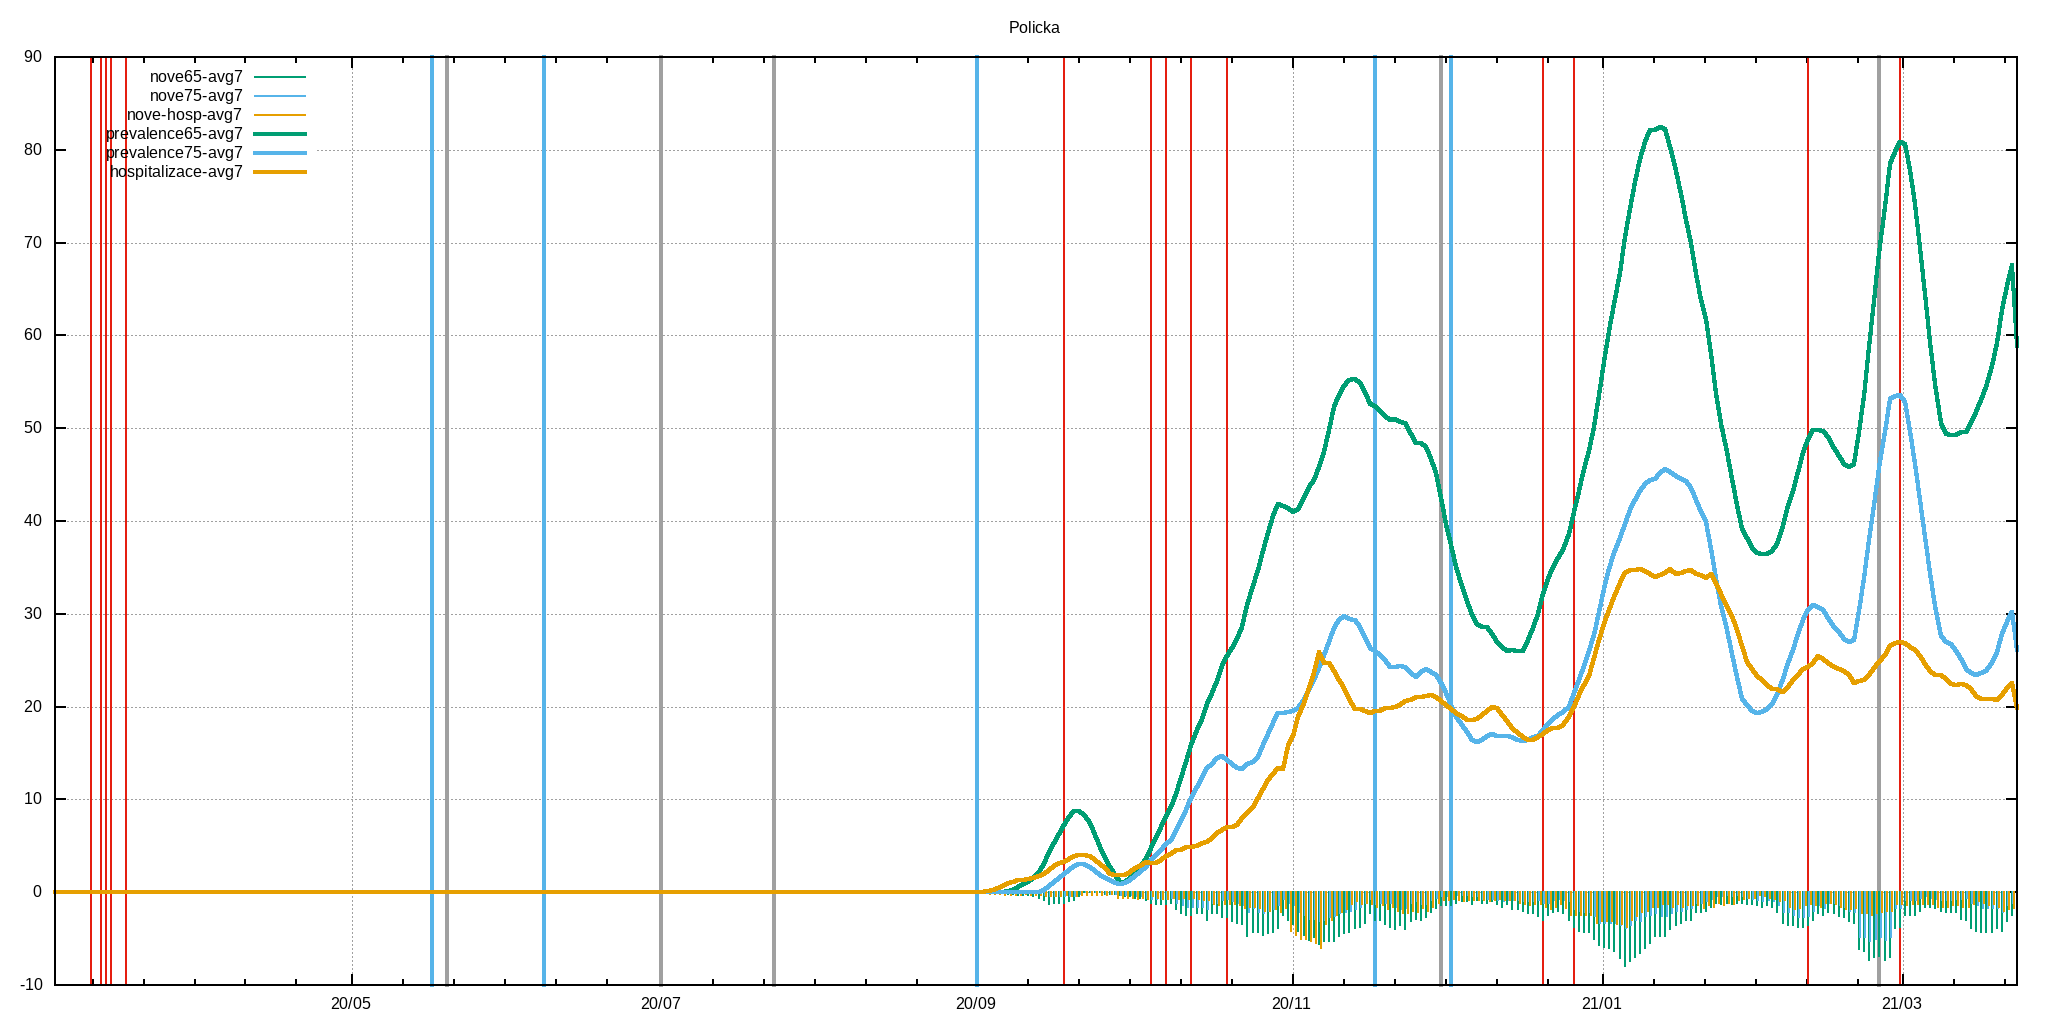 Policka
90
80
70
60
50
40
30
20
10
0
-10
nove65-avg7
nove75-avg7
nove-hosp-avg7
prevalence65-avg7
prevalence75-avg7
hospitalizace-avg7
20/05 20/07 20/09 20/11 21/01 21/03